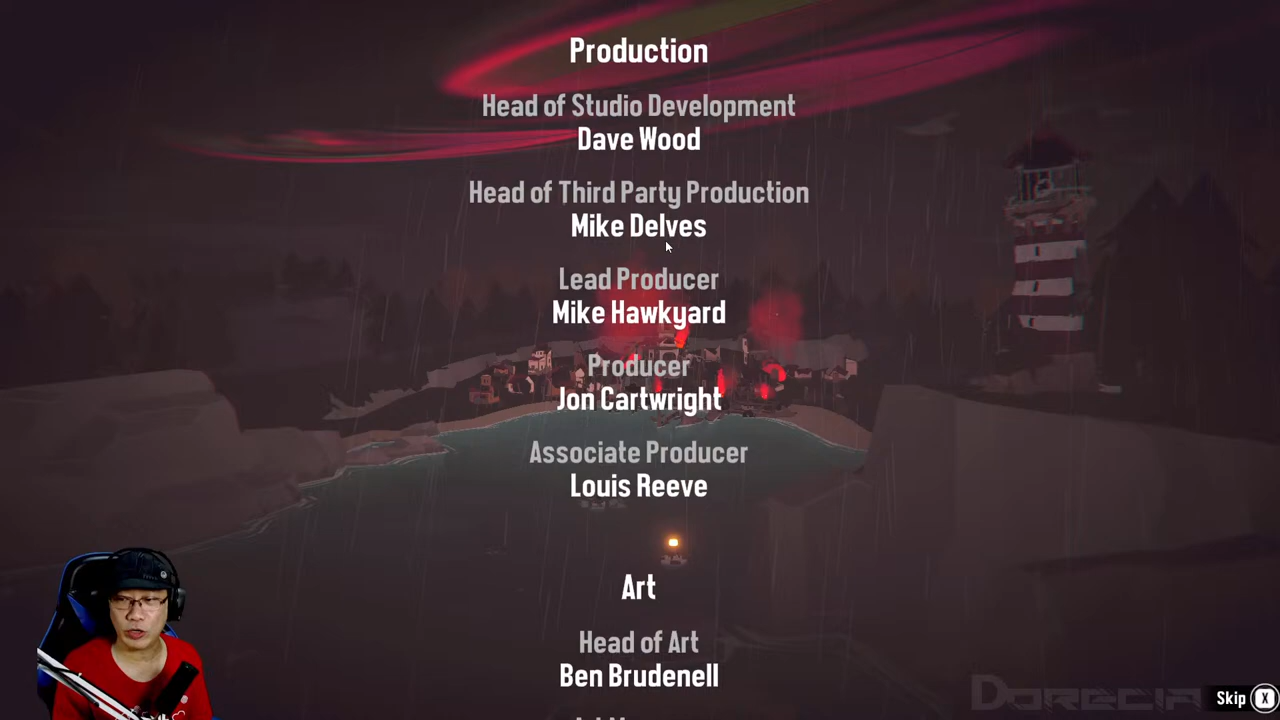 Production
Head of Studio Development
Dave Wood
Head of Third Party Production
Mike Delves
Lead Producer
Mike Hawkyard
Producer
Jon Cartwright
Associate Producer
Louis Reeve
Art
Head of Art
Ben Brudenell
DORECIA
Skip X